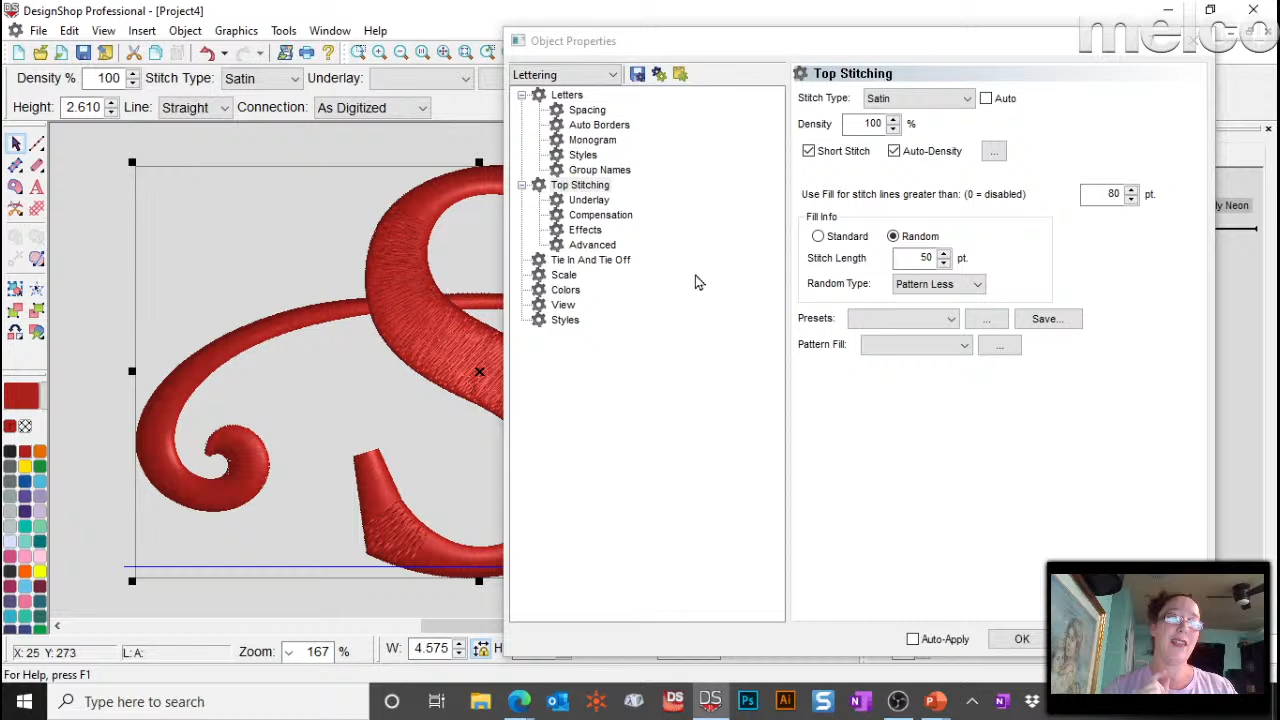 DesignShop Professional - [Project4]
File Edit View Insert Object Graphics Tools Window Help
melco
Density % 100 Stitch Type: Satin Underlay:
Height: 2.610 Line: Straight Connection: As Digitized
Object Properties
Lettering
Letters
Spacing
Auto Borders
Monogram
Styles
Group Names
Top Stitching
Underlay
Compensation
Effects
Advanced
Tie In And Tie Off
Scale
Colors
View
Styles
Top Stitching
Stitch Type: Satin Auto
Density 100 %
Short Stitch Auto-Density ...
Use Fill for stitch lines greater than: (0 = disabled) 80 pt.
Fill Info
Standard Random
Stitch Length 50 pt.
Random Type: Pattern Less
Presets: ... Save...
Pattern Fill: ...
Auto-Apply OK
ly Neon
X: 25 Y: 273 L: A: Zoom: 167 % W: 4.575 H
For Help, press F1
Type here to search
DS DS Ps Ai S N P N